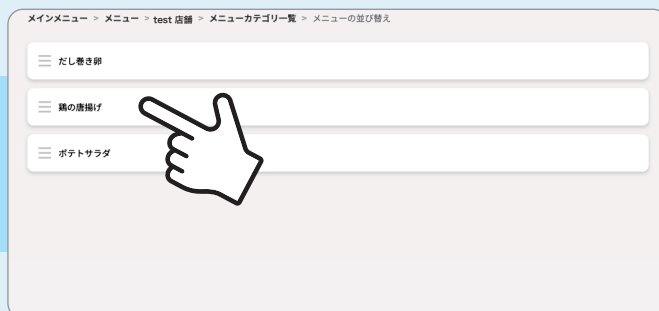 メインメニュー > メニュー > test 店舗 > メニューカテゴリ一覧 > メニューの並び替え
だし巻き卵
鶏の唐揚げ
ポテトサラダ